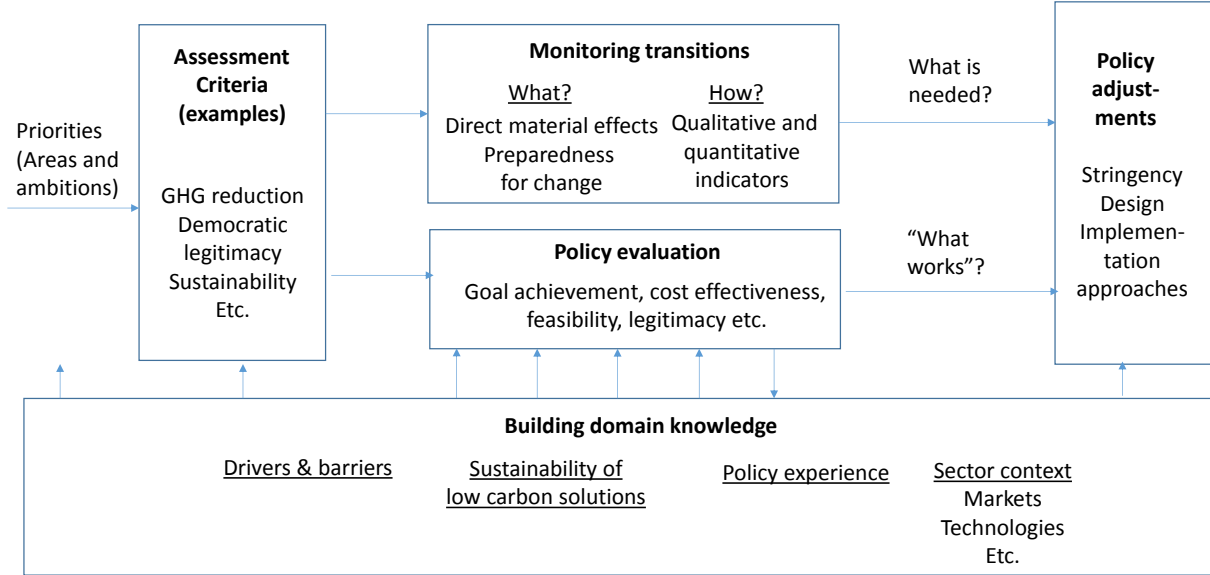 Priorities
(Areas and
ambitions)
Assessment
Criteria
(examples)
GHG reduction
Democratic
legitimacy
Sustainability
Etc.
Monitoring transitions
What?
Direct material effects
Preparedness
for change
How?
Qualitative and
quantitative
indicators
What is
needed?
Policy evaluation
Goal achievement, cost effectiveness,
feasibility, legitimacy etc.
“What
works”?
Policy
adjust-
ments
Stringency
Design
Implemen-
tation
approaches
Building domain knowledge
Drivers & barriers
Sustainability of
low carbon solutions
Policy experience
Sector context
Markets
Technologies
Etc.